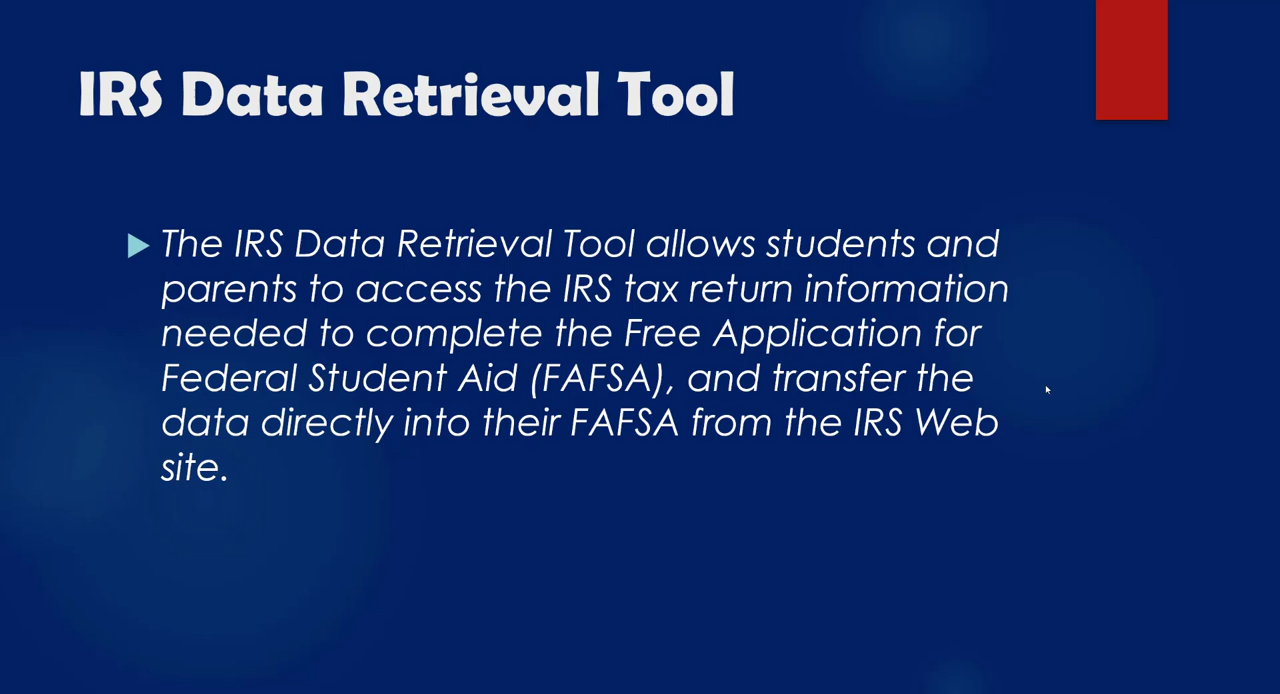 IRS Data Retrieval Tool
The IRS Data Retrieval Tool allows students and
parents to access the IRS tax return information
needed to complete the Free Application for
Federal Student Aid (FAFSA), and transfer the
data directly into their FAFSA from the IRS Web
site.